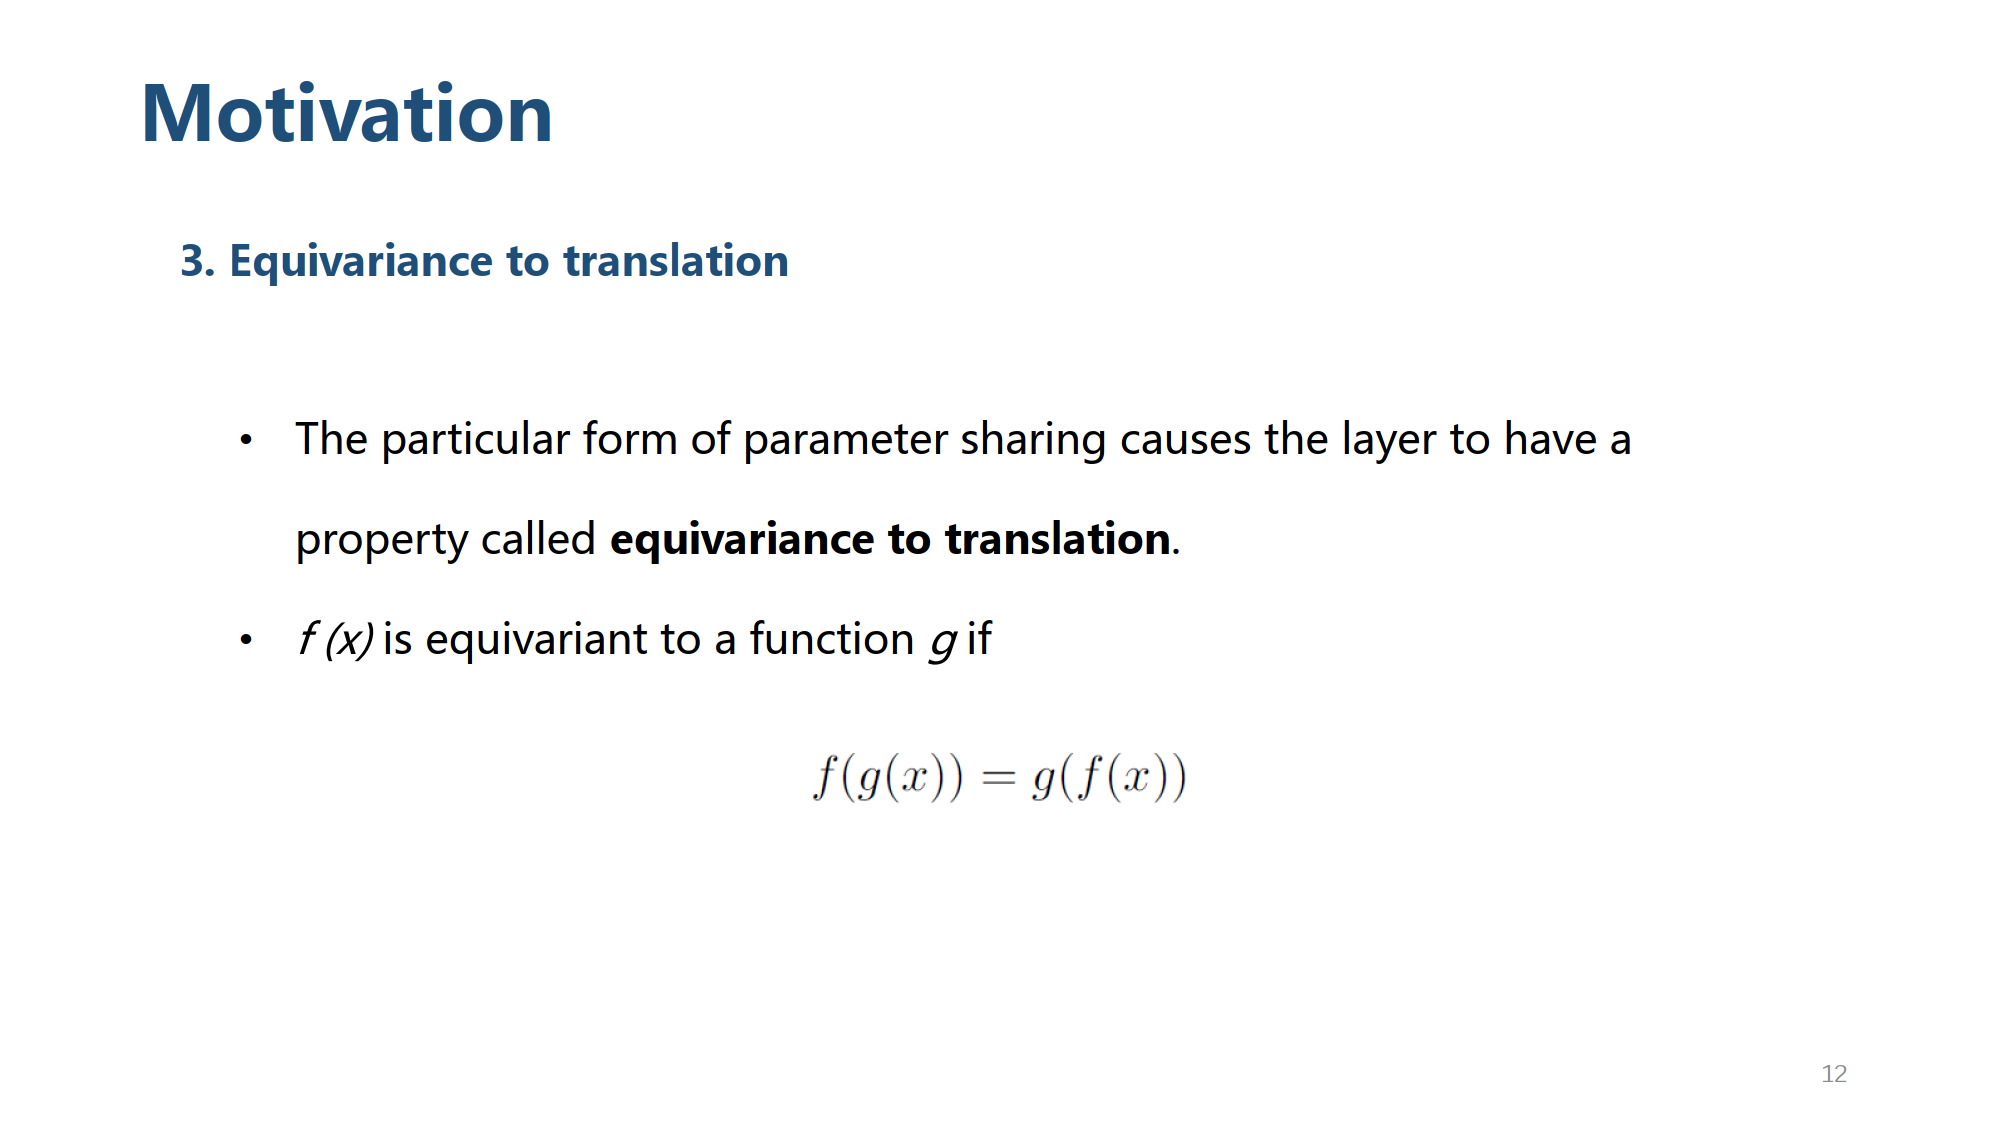 Motivation
3. Equivariance to translation
• The particular form of parameter sharing causes the layer to have a
property called equivariance to translation.
• f (x) is equivariant to a function g if
f(g(x)) = g(f(x))
12